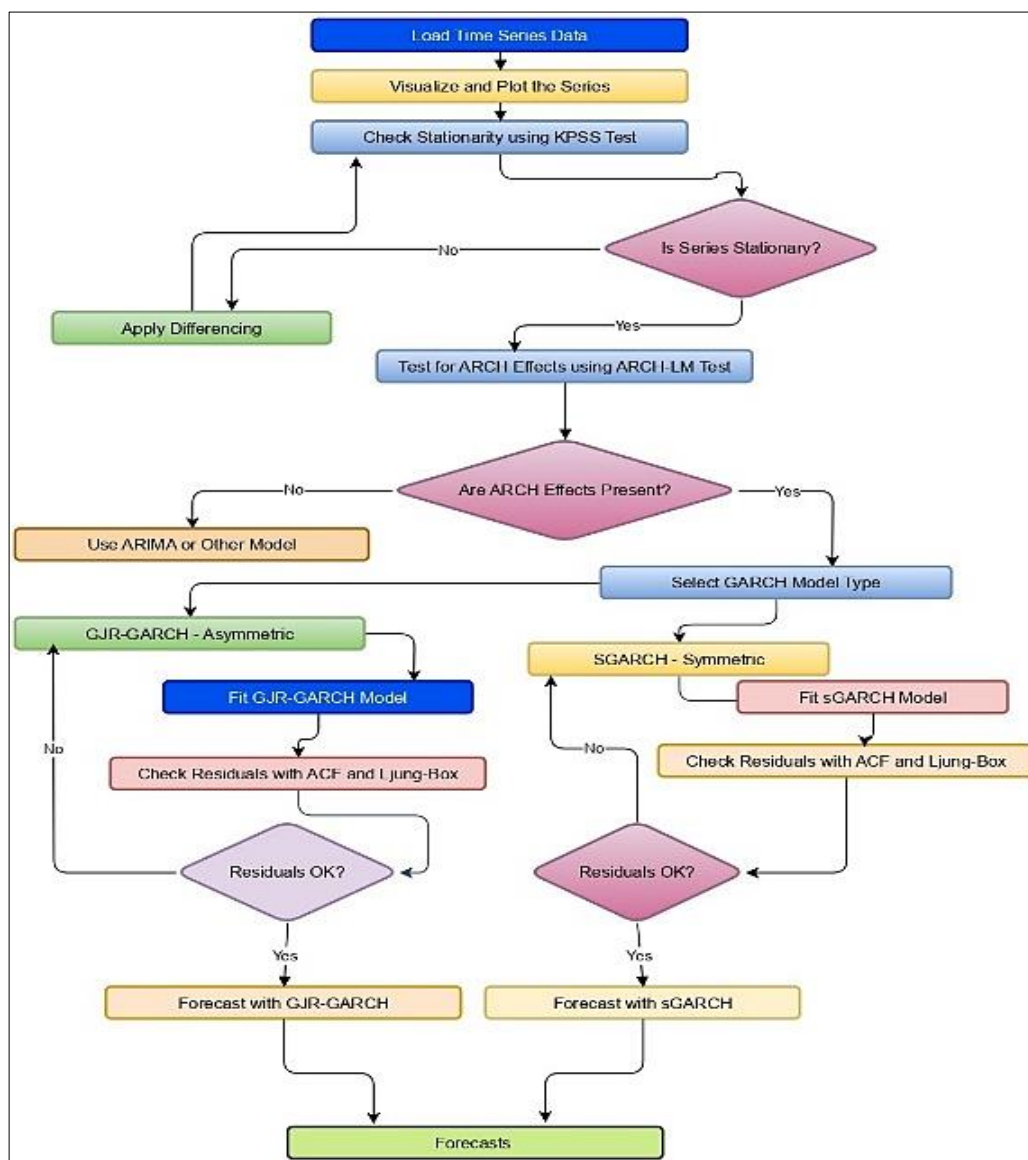 Load Time Series Data
Visualize and Plot the Series
Check Stationarity using KPSS Test
Is Series Stationary?
No
Apply Differencing
Yes
Test for ARCH Effects using ARCH-LM Test
Are ARCH Effects Present?
No
Yes
Use ARIMA or Other Model
Select GARCH Model Type
GJR-GARCH - Asymmetric
SGARCH - Symmetric
Fit GJR-GARCH Model
Fit sGARCH Model
No
No
Check Residuals with ACF and Ljung-Box
Check Residuals with ACF and Ljung-Box
Residuals OK?
Residuals OK?
Yes
Yes
Forecast with GJR-GARCH
Forecast with sGARCH
Forecasts